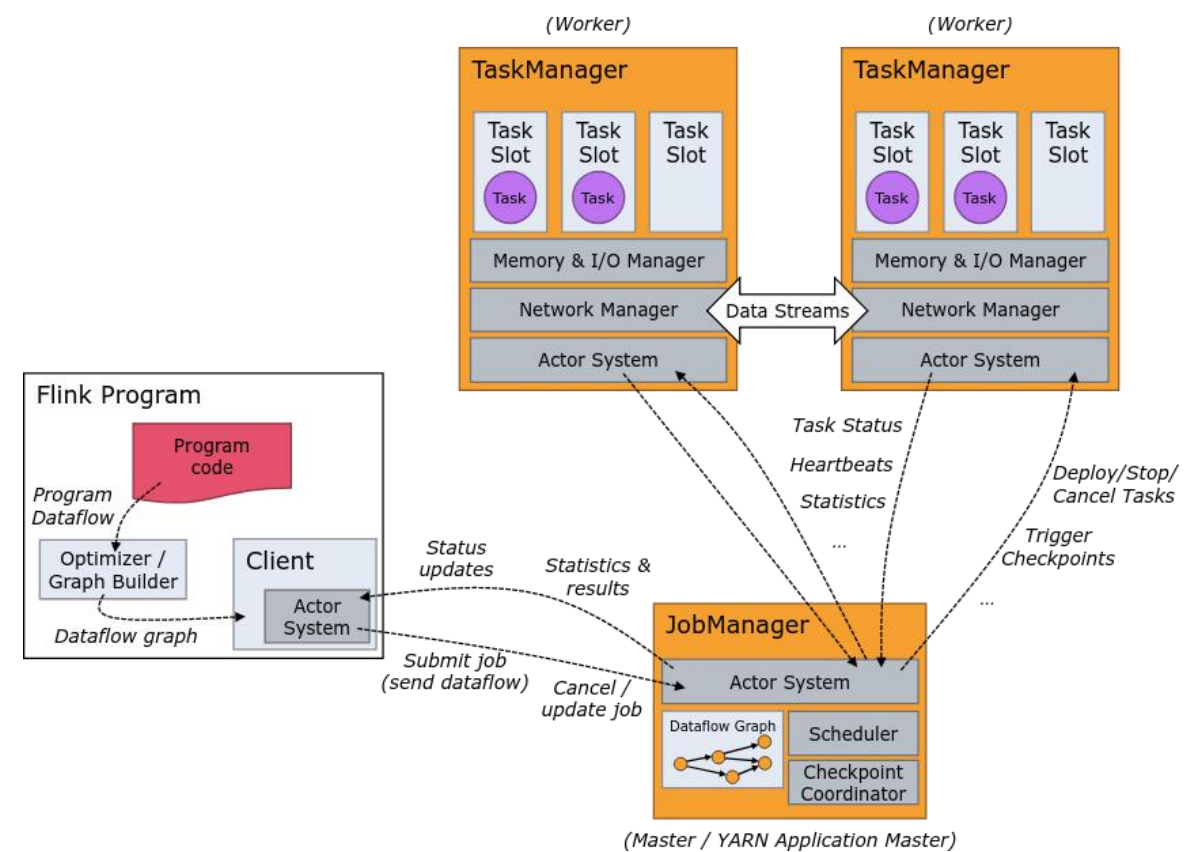 (Worker)
(Worker)
TaskManager
TaskManager
Task
Slot
Task
Slot
Task
Slot
Task
Slot
Task
Slot
Task
Slot
Task
Task
Task
Task
Memory & I/O Manager
Memory & I/O Manager
Network Manager
Data Streams
Network Manager
Actor System
Actor System
Flink Program
Program
code
Program
Dataflow
Optimizer /
Graph Builder
Dataflow graph
Client
Actor
System
Status
updates
Statistics &
results
Submit job
(send dataflow)
Cancel /
update job
Task Status
Heartbeats
Statistics
...
Deploy/Stop/
Cancel Tasks
Trigger
Checkpoints
...
JobManager
Actor System
Dataflow Graph
Scheduler
Checkpoint
Coordinator
(Master / YARN Application Master)